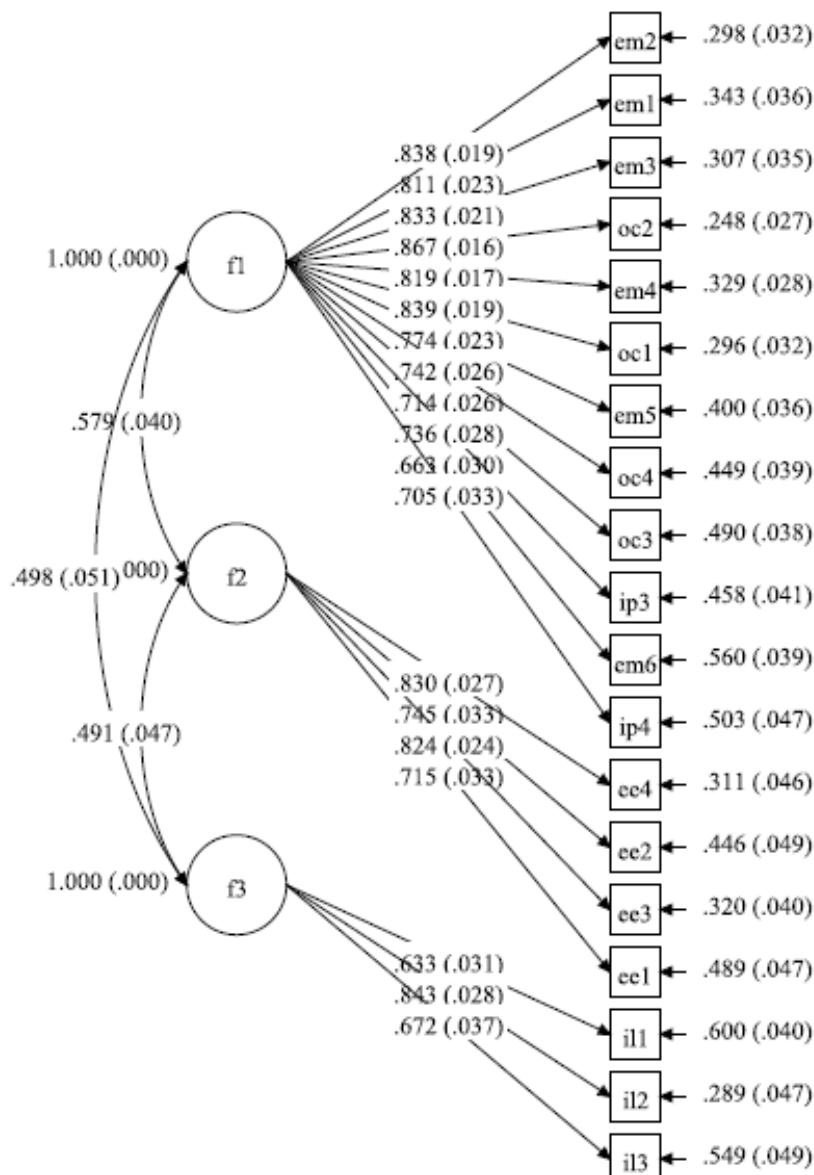 em2 .298 (.032)
em1 .343 (.036)
.838 (.019)
em3 .307 (.035)
.811 (.023)
.833 (.021)
oc2 .248 (.027)
.867 (.016)
1.000 (.000) f1
.819 (.017)
em4 .329 (.028)
.839 (.019)
.774 (.023)
oc1 .296 (.032)
.742 (.026)
.714 (.026)
em5 .400 (.036)
.579 (.040)
.736 (.028)
.663 (.030)
oc4 .449 (.039)
.705 (.033)
oc3 .490 (.038)
.498 (.051) 000) f2
ip3 .458 (.041)
em6 .560 (.039)
.830 (.027)
.745 (.033)
ip4 .503 (.047)
.491 (.047)
.824 (.024)
.715 (.033)
ee4 .311 (.046)
ee2 .446 (.049)
1.000 (.000) f3
ee3 .320 (.040)
.633 (.031)
ee1 .489 (.047)
.843 (.028)
.672 (.037)
il1 .600 (.040)
il2 .289 (.047)
il3 .549 (.049)